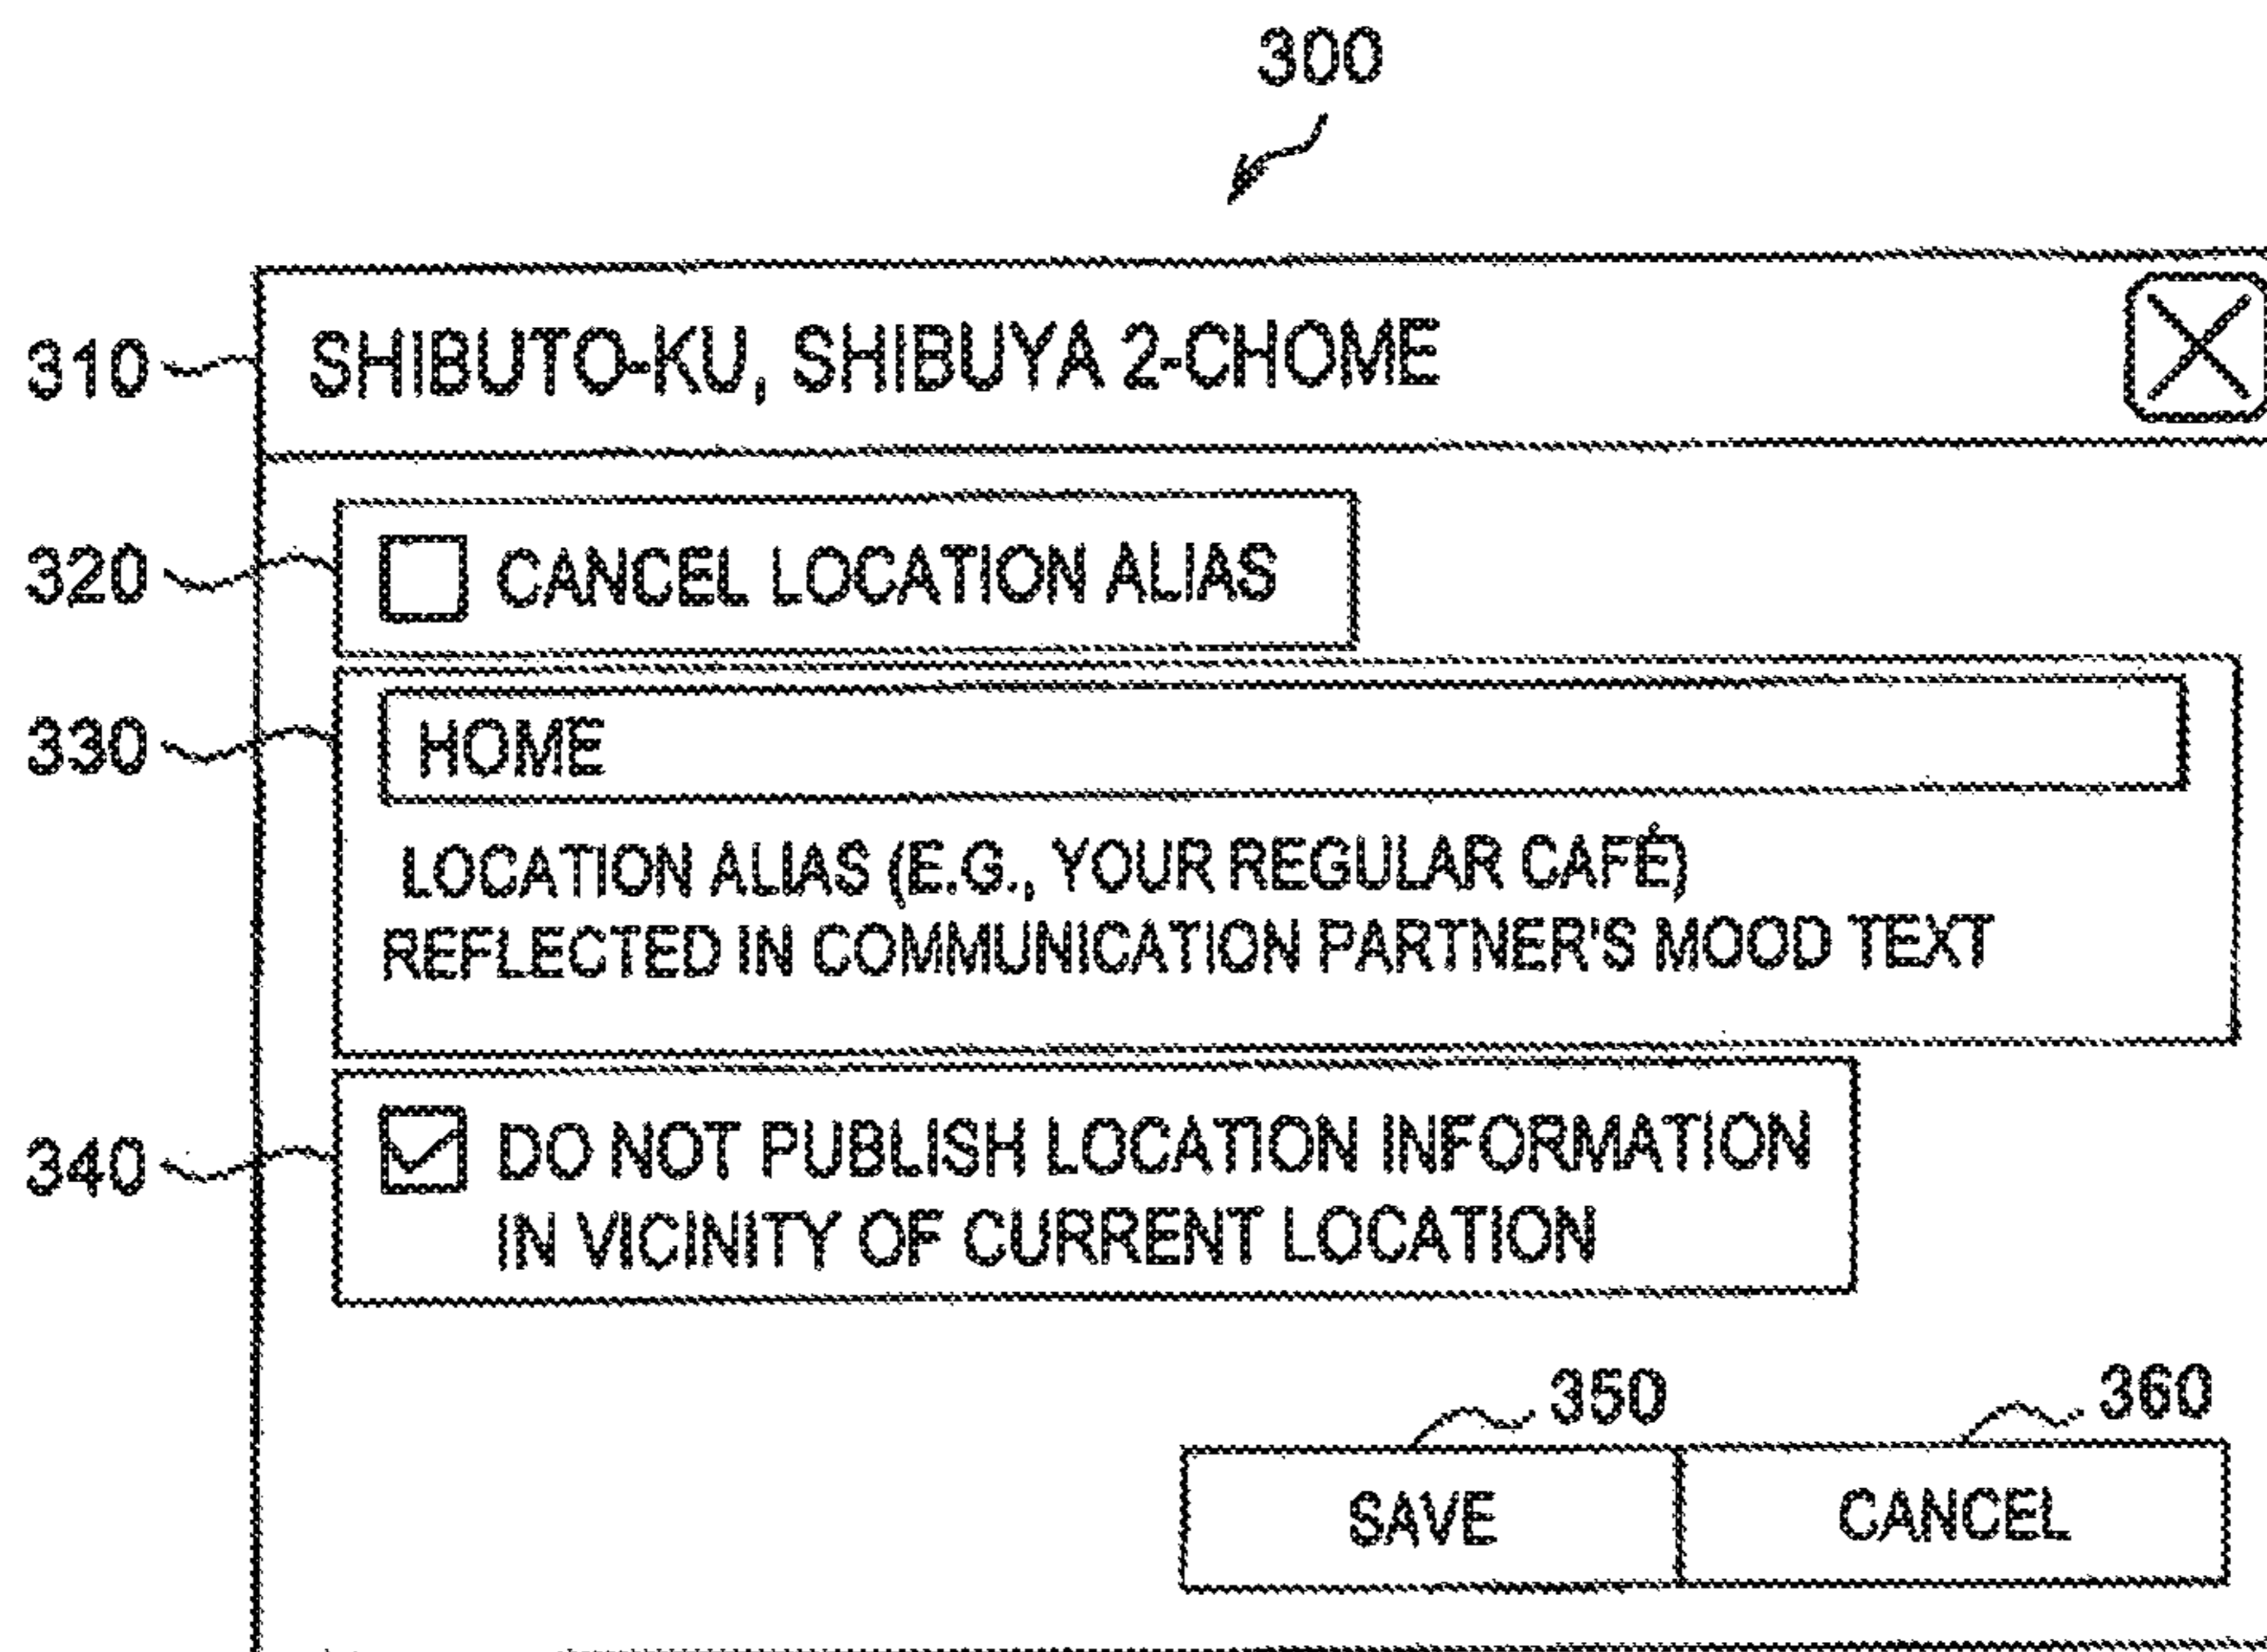 300
310 SHIBUTO-KU, SHIBUYA 2-CHOME
320 CANCEL LOCATION ALIAS
330 HOME
LOCATION ALIAS (E.G., YOUR REGULAR CAFÉ)
REFLECTED IN COMMUNICATION PARTNER'S MOOD TEXT
340 DO NOT PUBLISH LOCATION INFORMATION
IN VICINITY OF CURRENT LOCATION
350 360
SAVE CANCEL